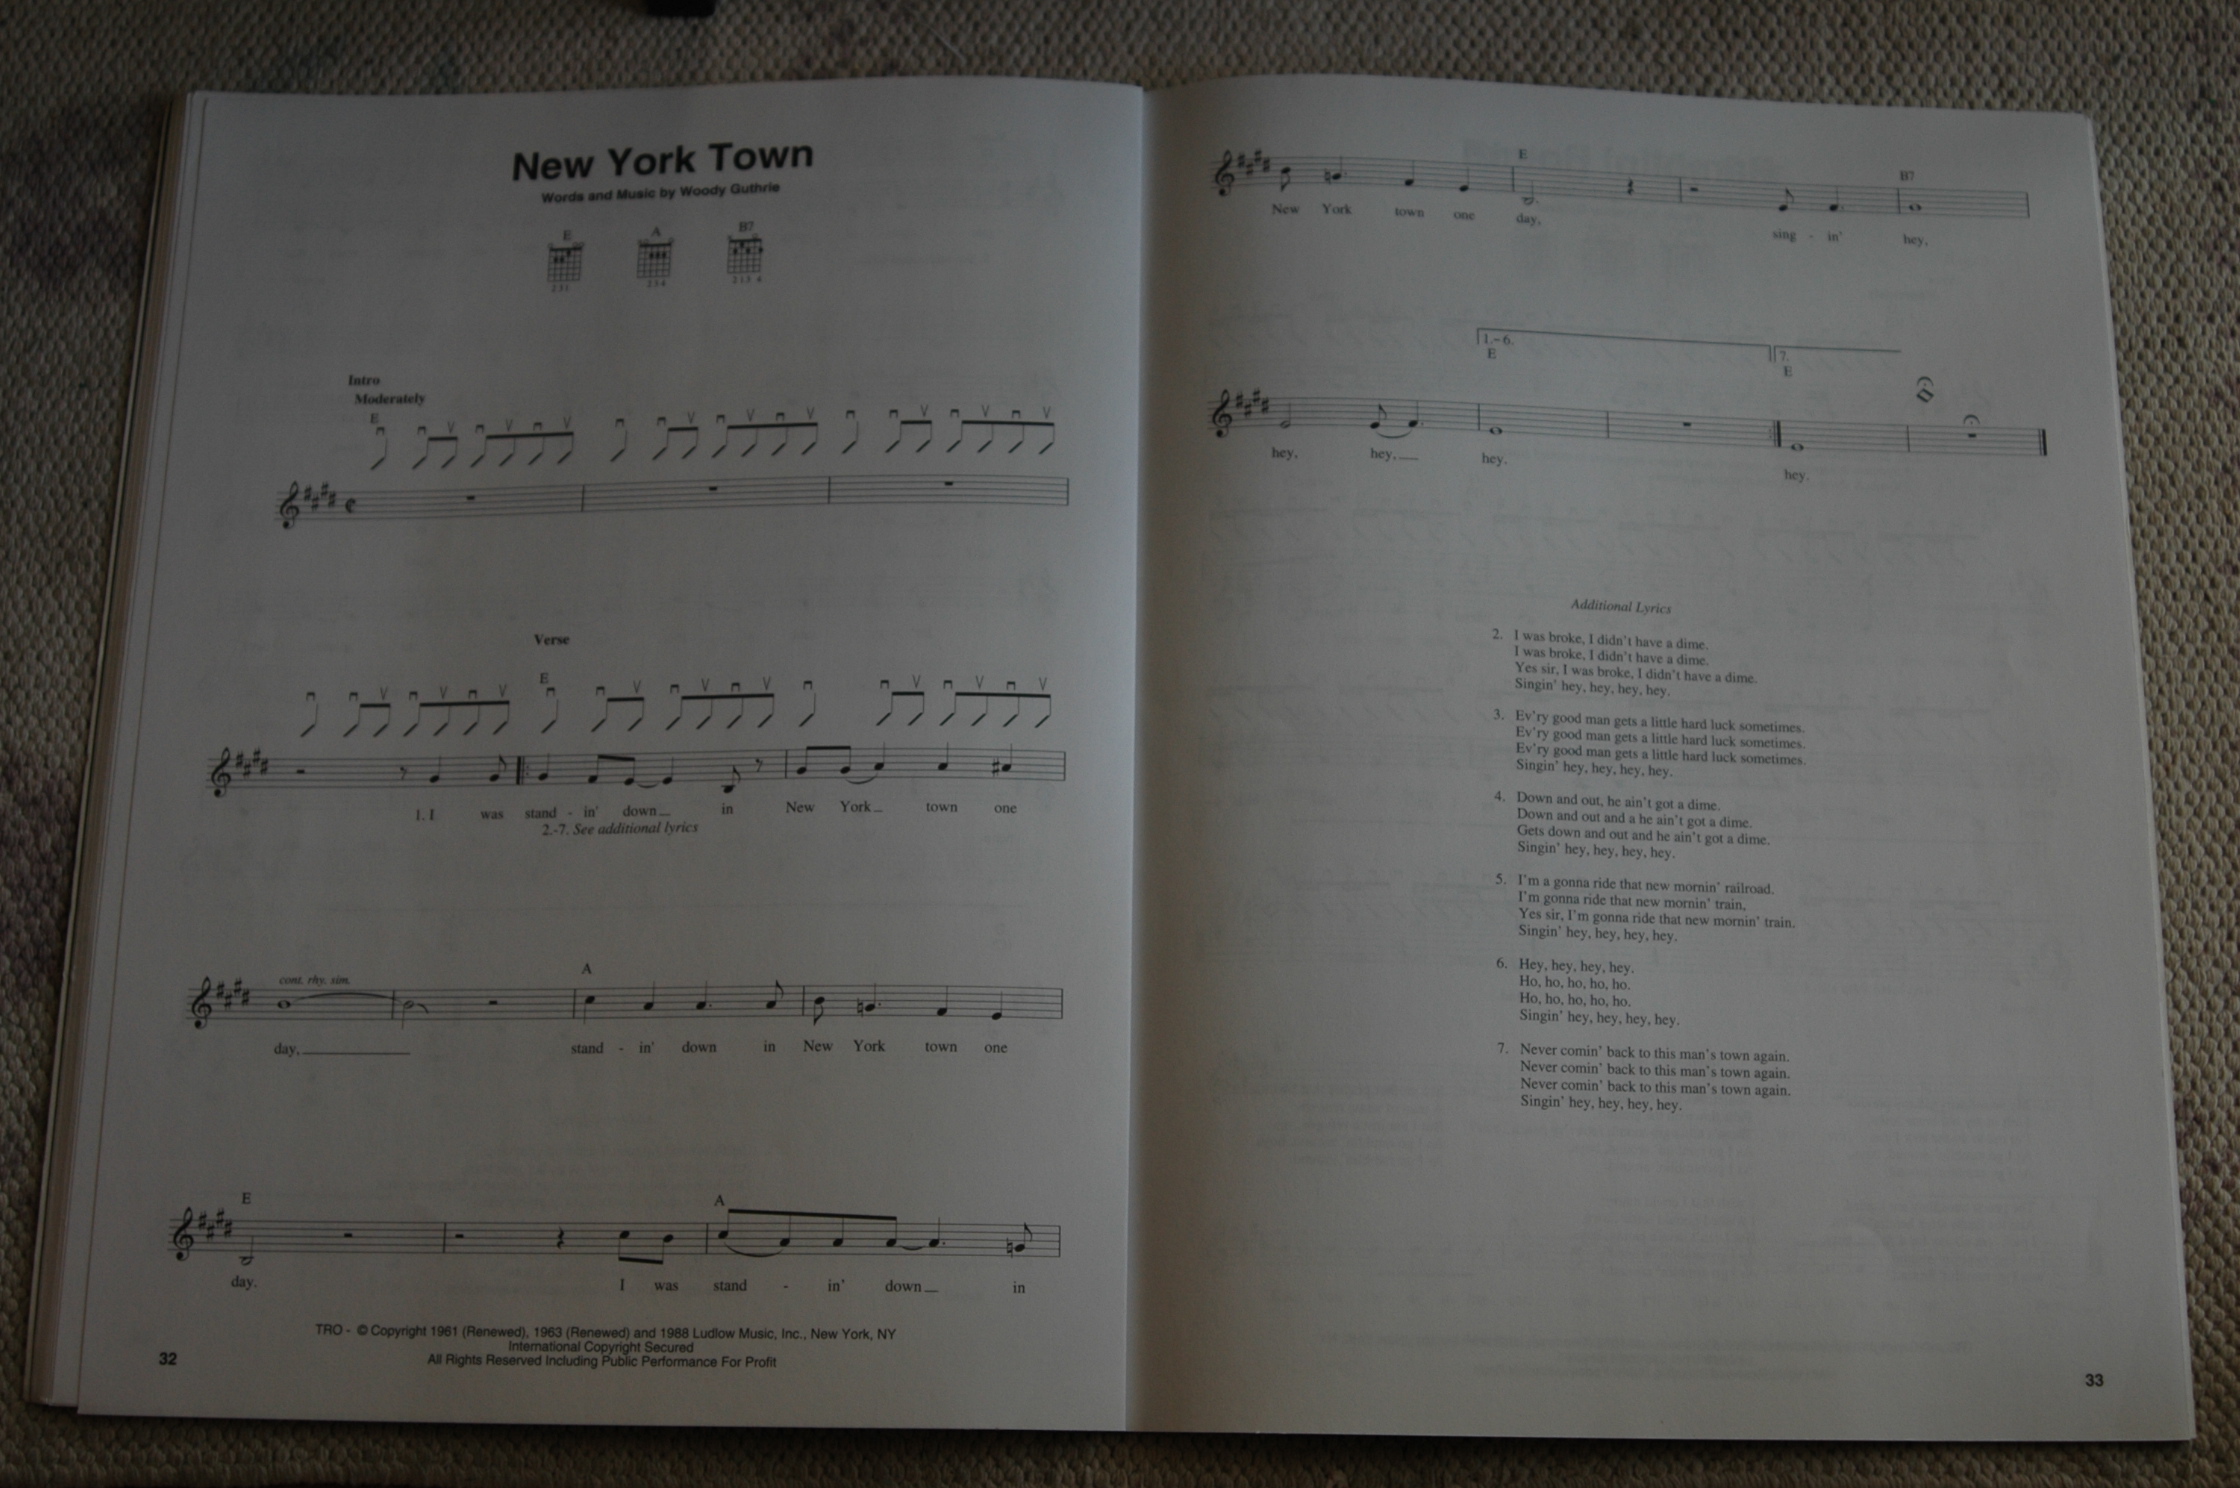 New York Town
Words and Music by Woody Guthrie
E A B7
Intro
Moderately
E
Verse
E
1. I was stand - in' down in New York town one
2.-7. See additional lyrics
cont. rhy. sim.
A
day, stand - in' down in New York town one
E A
day. I was stand - in' down in
TRO - © Copyright 1961 (Renewed), 1963 (Renewed) and 1988 Ludlow Music, Inc., New York, NY
International Copyright Secured
All Rights Reserved Including Public Performance For Profit
32
E B7
New York town one day, sing - in' hey,
1.-6. 7.
E E
hey, hey, hey. hey.
Additional Lyrics
2. I was broke, I didn't have a dime.
I was broke, I didn't have a dime.
Yes sir, I was broke, I didn't have a dime.
Singin' hey, hey, hey, hey.
3. Ev'ry good man gets a little hard luck sometimes.
Ev'ry good man gets a little hard luck sometimes.
Ev'ry good man gets a little hard luck sometimes.
Singin' hey, hey, hey, hey.
4. Down and out, he ain't got a dime.
Down and out and a he ain't got a dime.
Gets down and out and he ain't got a dime.
Singin' hey, hey, hey, hey.
5. I'm a gonna ride that new mornin' railroad.
I'm gonna ride that new mornin' train,
Yes sir, I'm gonna ride that new mornin' train.
Singin' hey, hey, hey, hey.
6. Hey, hey, hey, hey.
Ho, ho, ho, ho, ho.
Ho, ho, ho, ho, ho.
Singin' hey, hey, hey, hey.
7. Never comin' back to this man's town again.
Never comin' back to this man's town again.
Never comin' back to this man's town again.
Singin' hey, hey, hey, hey.
33